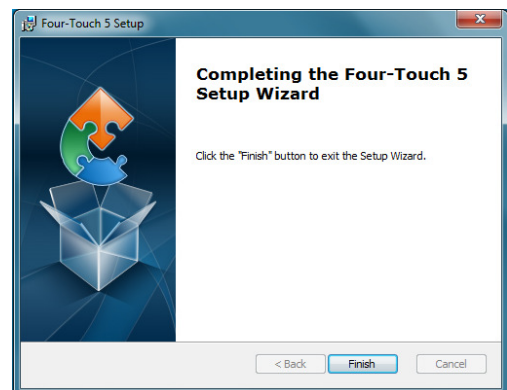 Four-Touch 5 Setup
Completing the Four-Touch 5
Setup Wizard
Click the "Finish" button to exit the Setup Wizard.
< Back
Finish
Cancel